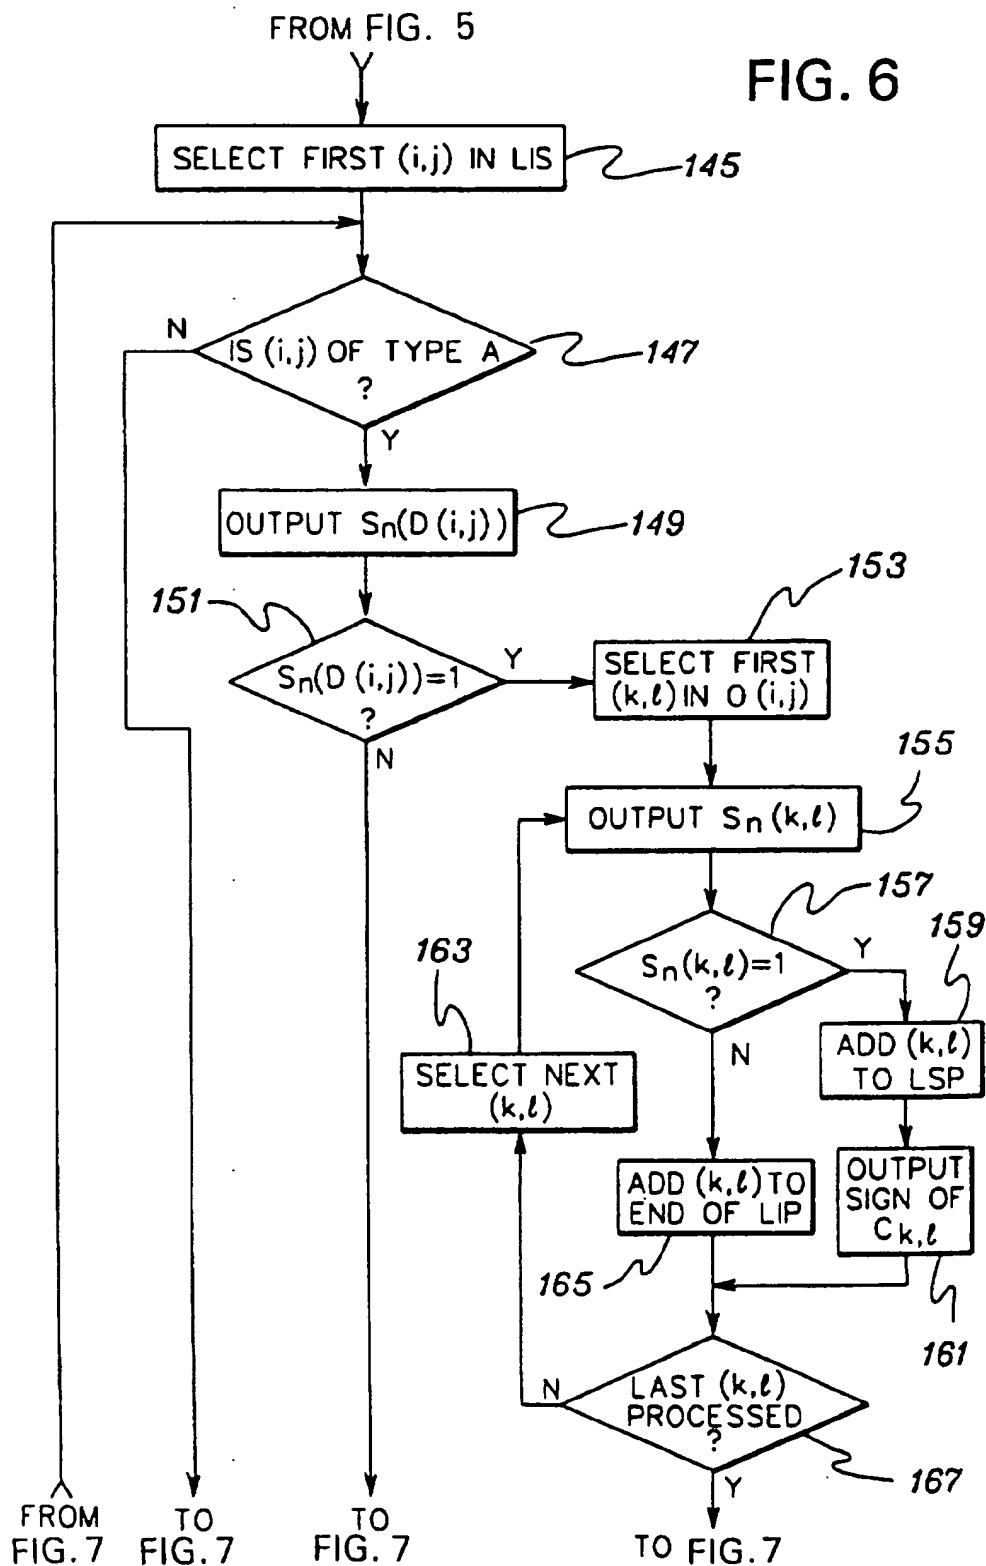 FROM FIG. 5
FIG. 6
SELECT FIRST (i,j) IN LIS
145
N
IS (i,j) OF TYPE A
?
147
Y
OUTPUT Sn(D (i,j))
149
151
153
Sn(D (i,j))=1
?
Y
N
SELECT FIRST
(k,ℓ) IN O (i,j)
155
OUTPUT Sn (k,ℓ)
157
159
163
Sn(k,ℓ)=1
?
Y
N
ADD (k,ℓ)
TO LSP
SELECT NEXT
(k,ℓ)
ADD (k,ℓ) TO
END OF LIP
OUTPUT
SIGN OF
Ck,ℓ
165
161
N
LAST (k,ℓ)
PROCESSED
?
167
Y
FROM
FIG. 7
TO
FIG. 7
TO
FIG. 7
TO FIG. 7